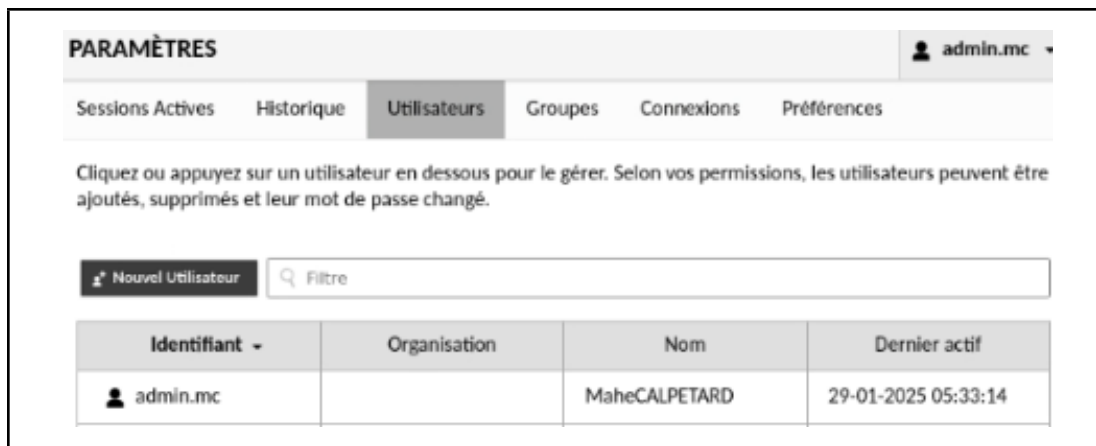 PARAMÈTRES admin.mc
Sessions Actives Historique Utilisateurs Groupes Connexions Préférences
Cliquez ou appuyez sur un utilisateur en dessous pour le gérer. Selon vos permissions, les utilisateurs peuvent être
ajoutés, supprimés et leur mot de passe changé.
Nouvel Utilisateur Filtre
Identifiant Organisation Nom Dernier actif
admin.mc MaheCALPETARD 29-01-2025 05:33:14